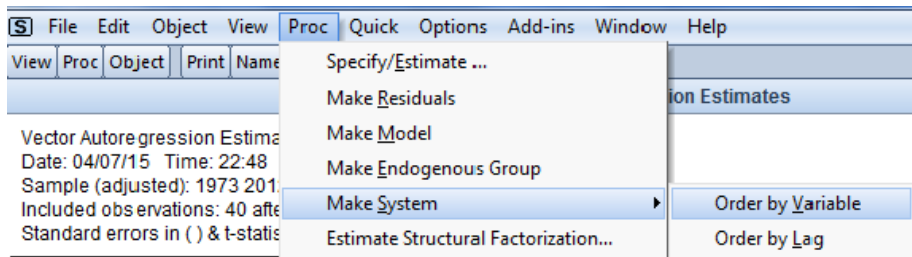 S File Edit Object View Proc Quick Options Add-ins Window Help
View Proc Object Print Name
Specify/Estimate ...
Make Residuals
ion Estimates
Make Model
Make Endogenous Group
Make System
Order by Variable
Estimate Structural Factorization...
Order by Lag
Vector Autoregression Estima
Date: 04/07/15 Time: 22:48
Sample (adjusted): 1973 201
Included observations: 40 afte
Standard errors in ( ) & t-statis